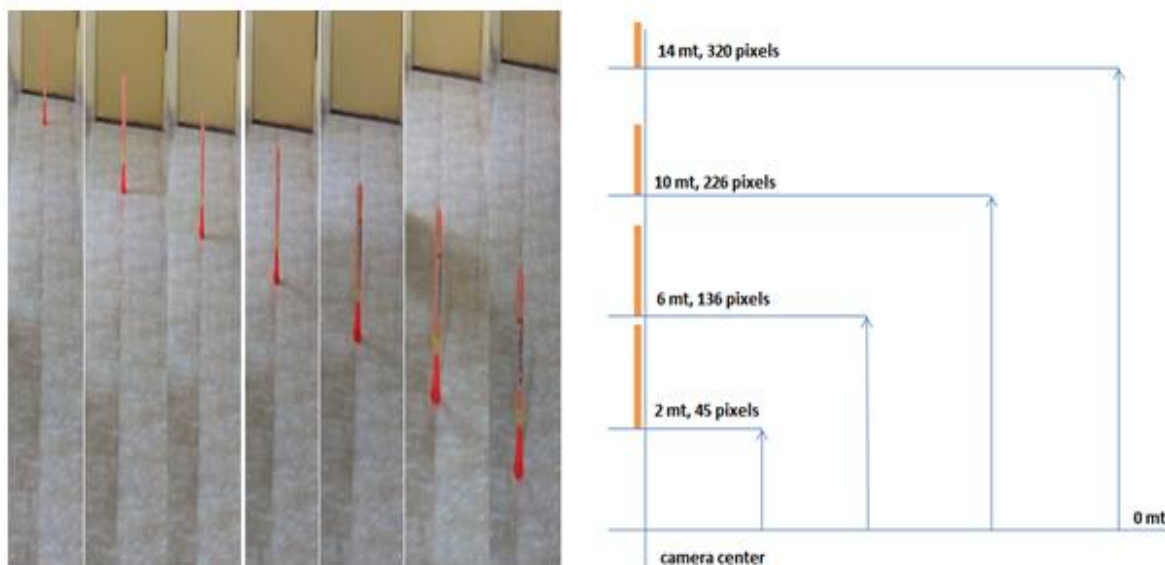 14 mt, 320 pixels
10 mt, 226 pixels
6 mt, 136 pixels
2 mt, 45 pixels
0 mt
camera center